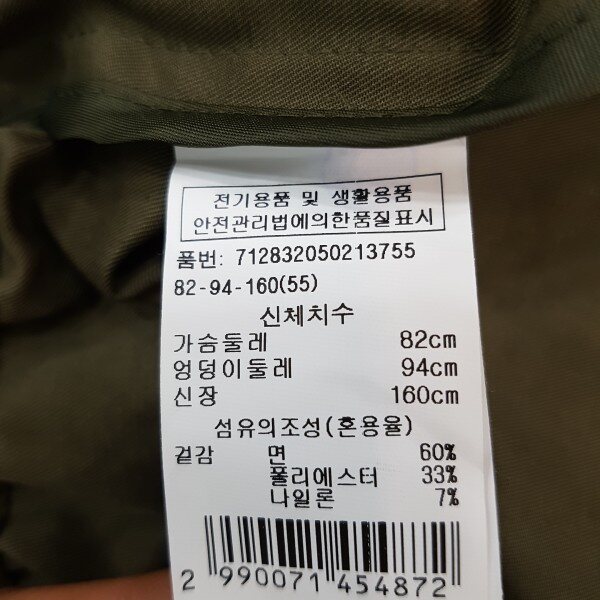 전기용품 및 생활용품
안전관리법에의한품질표시
품번: 712832050213755
82-94-160(55)
신체치수
가슴둘레 82cm
엉덩이둘레 94cm
신장 160cm
섬유의조성(혼용율)
겉감 면 60%
폴리에스터 33%
나일론 7%
2 990071 454872